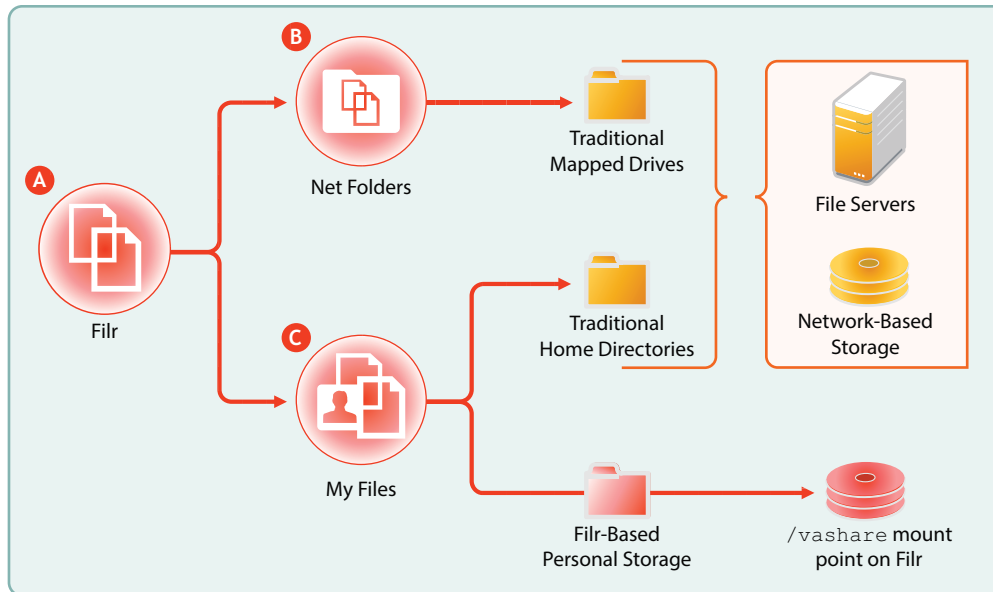 A
Filr
B
Net Folders
C
My Files
Traditional
Mapped Drives
Traditional
Home Directories
Filr-Based
Personal Storage
File Servers
Network-Based
Storage
/vashare mount
point on Filr